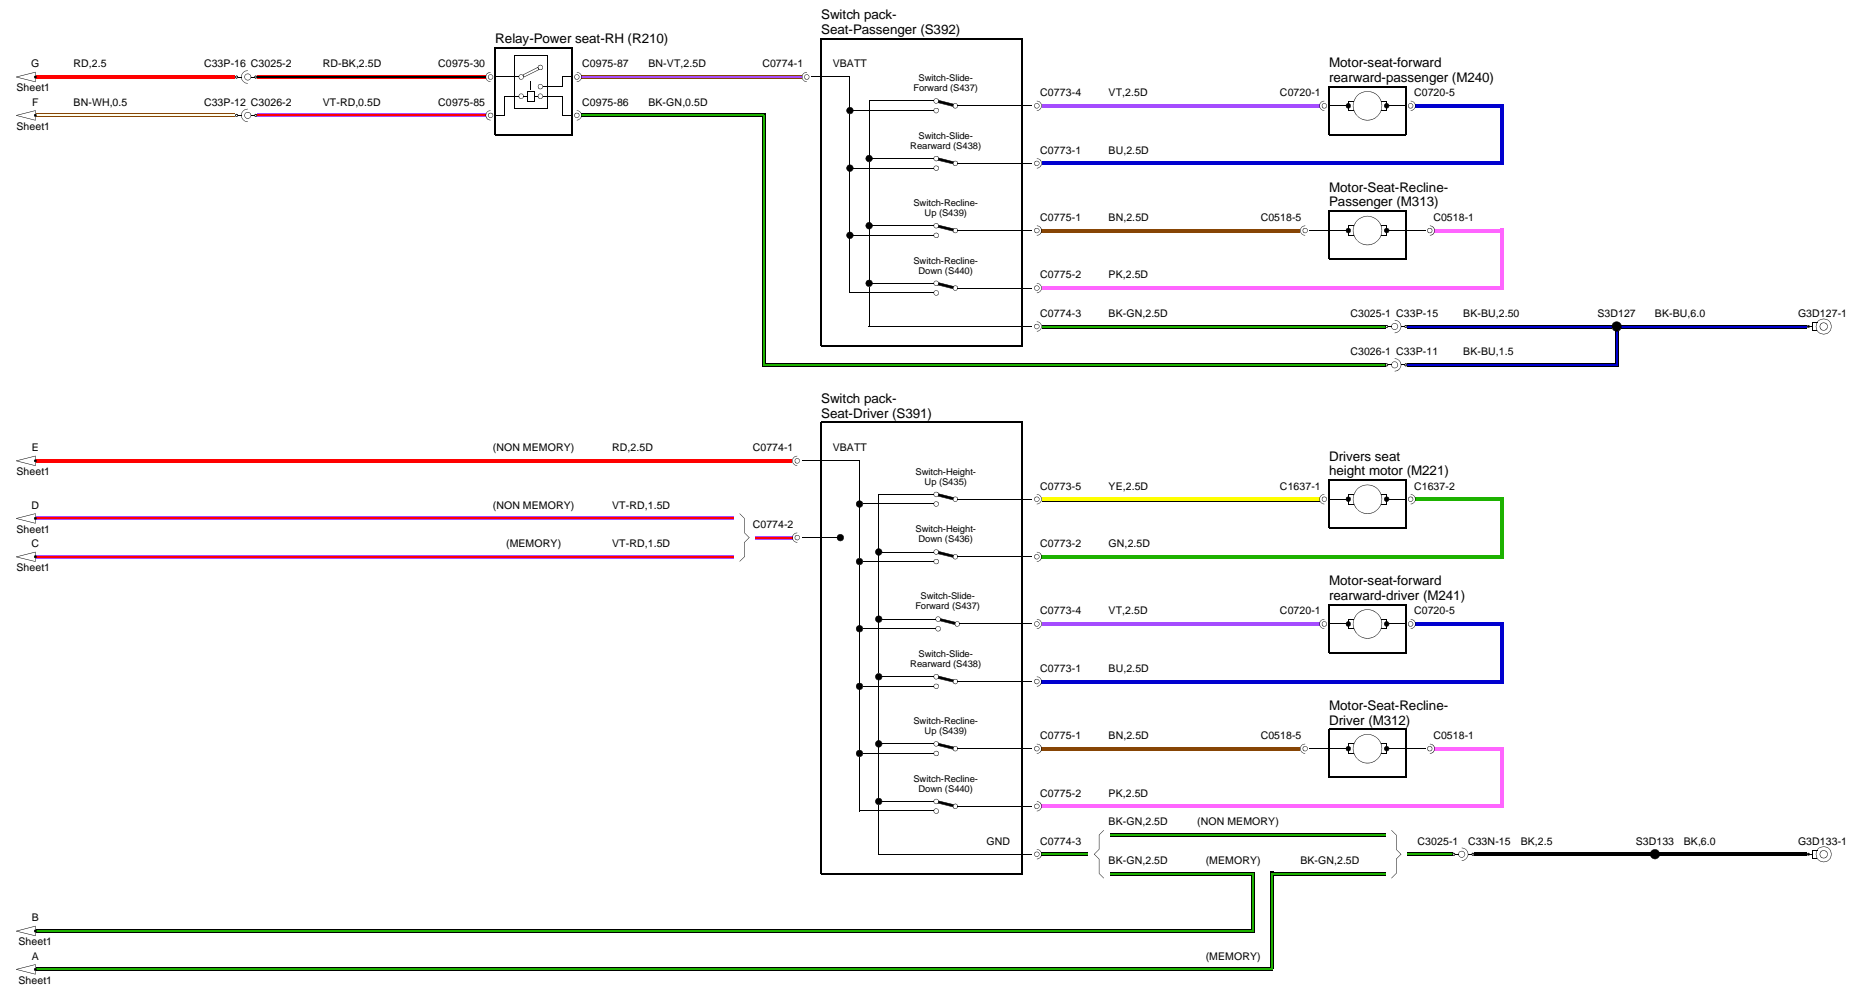 Switch pack-
Seat-Passenger (S392)
Relay-Power seat-RH (R210)
G
RD,2.5
C33P-16
C3025-2
RD-BK,2.5D
C0975-30
C0975-87
BN-VT,2.5D
C0774-1
VBATT
Sheet1
F
BN-WH,0.5
C33P-12
C3026-2
VT-RD,0.5D
C0975-85
C0975-86
BK-GN,0.5D
Sheet1
Switch-Slide-
Forward (S437)
C0773-4
VT,2.5D
C0720-1
Motor-seat-forward
rearward-passenger (M240)
C0720-5
Switch-Slide-
Rearward (S438)
C0773-1
BU,2.5D
Motor-Seat-Recline-
Passenger (M313)
Switch-Recline-
Up (S439)
C0775-1
BN,2.5D
C0518-5
C0518-1
Switch-Recline-
Down (S440)
C0775-2
PK,2.5D
C0774-3
BK-GN,2.5D
C3025-1
C33P-15
BK-BU,2.50
S3D127
BK-BU,6.0
G3D127-1
C3026-1
C33P-11
BK-BU,1.5
Switch pack-
Seat-Driver (S391)
E
(NON MEMORY)
RD,2.5D
C0774-1
VBATT
Sheet1
D
(NON MEMORY)
VT-RD,1.5D
Sheet1
C0774-2
C
(MEMORY)
VT-RD,1.5D
Sheet1
Switch-Height-
Up (S435)
C0773-5
YE,2.5D
C1637-1
Drivers seat
height motor (M221)
C1637-2
Switch-Height-
Down (S436)
C0773-2
GN,2.5D
Switch-Slide-
Forward (S437)
C0773-4
VT,2.5D
C0720-1
Motor-seat-forward
rearward-driver (M241)
C0720-5
Switch-Slide-
Rearward (S438)
C0773-1
BU,2.5D
Motor-Seat-Recline-
Driver (M312)
Switch-Recline-
Up (S439)
C0775-1
BN,2.5D
C0518-5
C0518-1
Switch-Recline-
Down (S440)
C0775-2
PK,2.5D
GND
C0774-3
BK-GN,2.5D
(NON MEMORY)
BK-GN,2.5D
(MEMORY)
BK-GN,2.5D
C3025-1
C33N-15
BK,2.5
S3D133
BK,6.0
G3D133-1
B
Sheet1
A
(MEMORY)
Sheet1